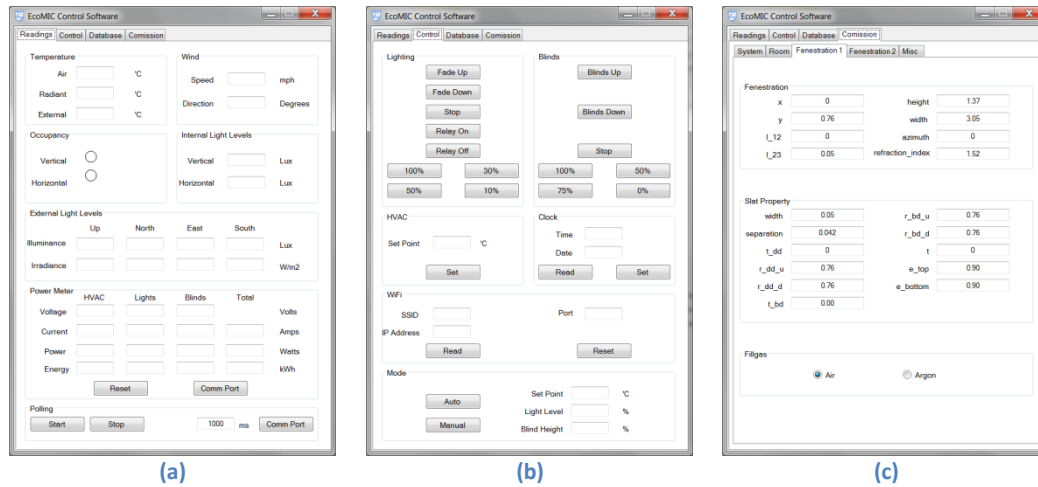 EcoMIC Control Software
Readings Control Database Comission
Temperature
Air °C
Radiant °C
External °C
Wind
Speed mph
Direction Degrees
Occupancy
Vertical
Horizontal
Internal Light Levels
Vertical Lux
Horizontal Lux
External Light Levels
Up North East South
Illuminance Lux
Irradiance W/m2
Power Meter
HVAC Lights Blinds Total
Voltage Volts
Current Amps
Power Watts
Energy kWh
Reset Comm Port
Polling
Start Stop 1000 ms Comm Port
(a)
EcoMIC Control Software
Readings Control Database Comission
Lighting
Fade Up
Fade Down
Stop
Relay On
Relay Off
100% 30%
50% 10%
Blinds
Blinds Up
Blinds Down
Stop
100% 50%
75% 0%
HVAC
Set Point °C
Set
Clock
Time
Date
Read Set
WiFi
SSID Port
IP Address
Read Reset
Mode
Auto
Manual
Set Point °C
Light Level %
Blind Height %
(b)
EcoMIC Control Software
Readings Control Database Comission
System Room Fenestration 1 Fenestration 2 Misc
Fenestration
x 0 height 1.37
y 0.76 width 3.05
l_12 0 azimuth 0
l_23 0.05 refraction_index 1.52
Slat Property
width 0.05 r_bd_u 0.76
separation 0.042 r_bd_d 0.76
t_dd 0 t 0
r_dd_u 0.76 e_top 0.90
r_dd_d 0.76 e_bottom 0.90
t_bd 0.00
Fillgas
Air Argon
(c)